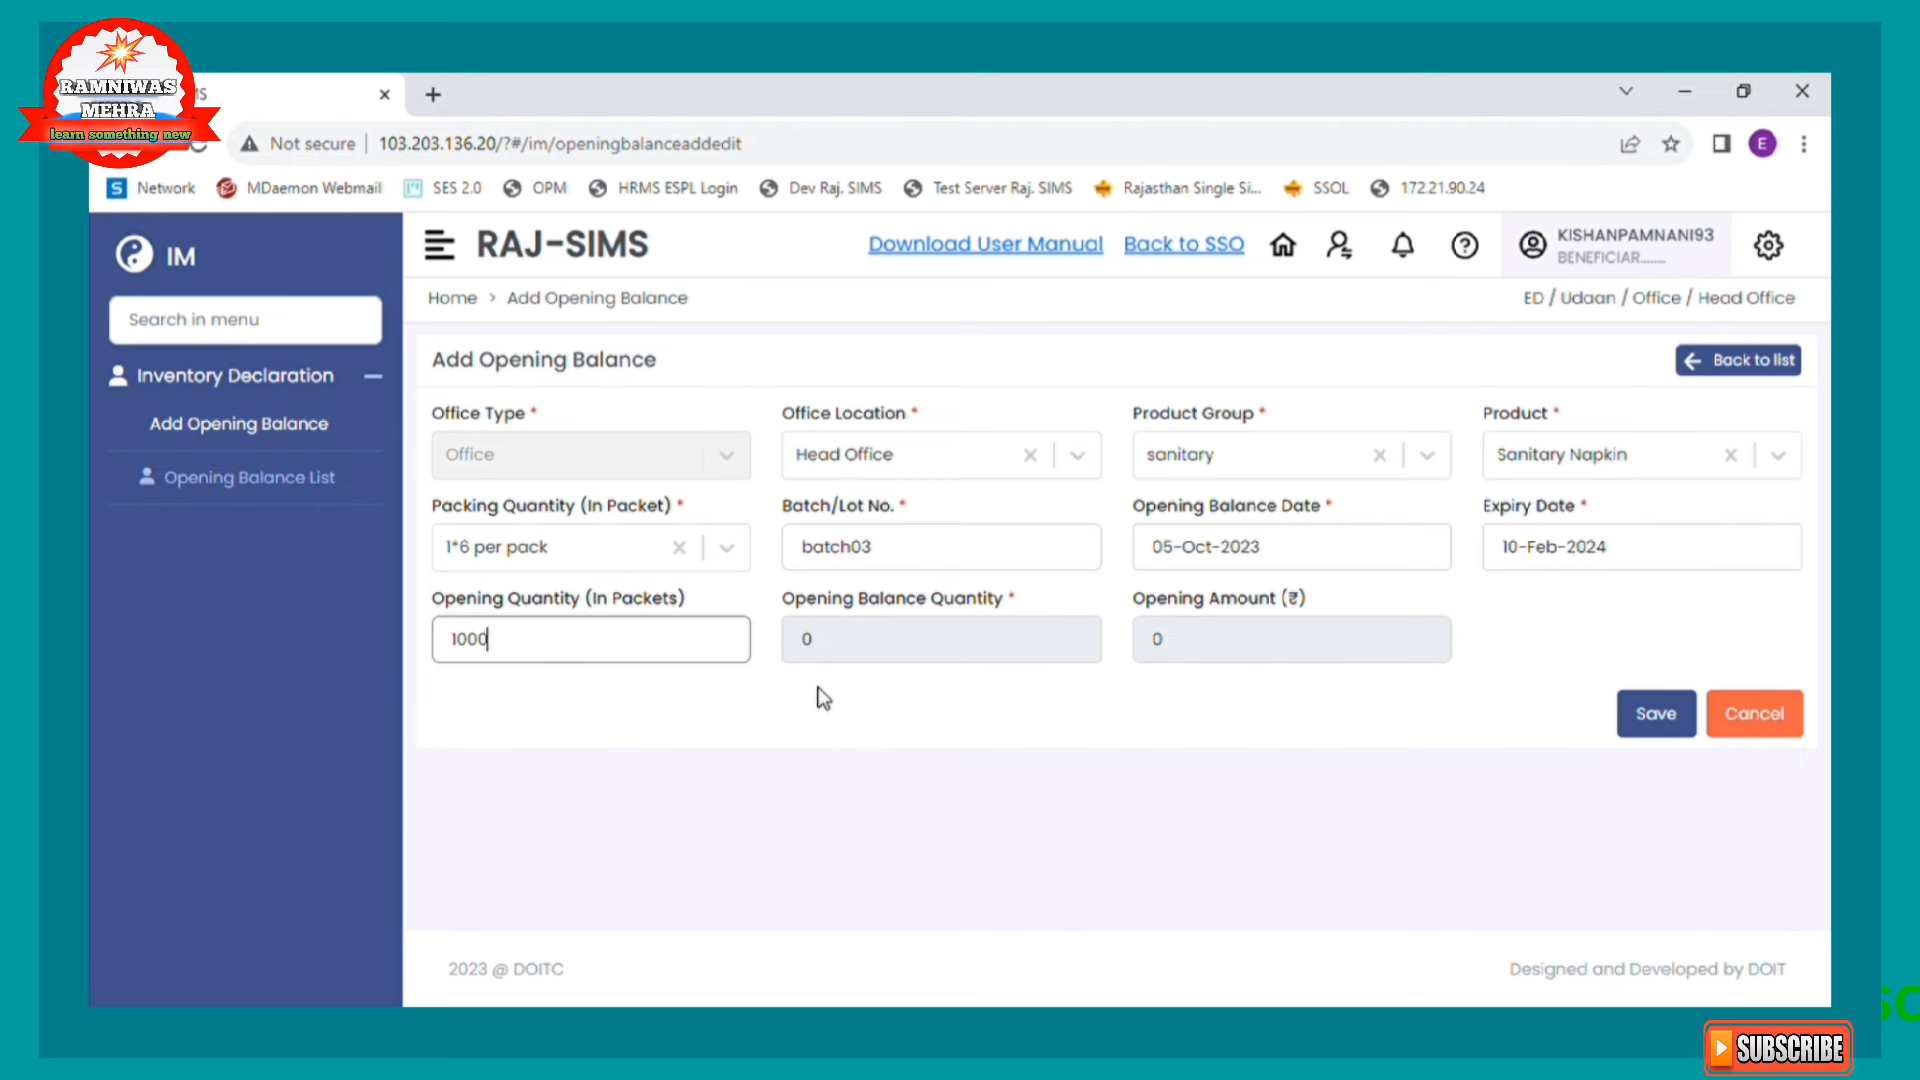 RAMNIWAS
MEHRA
learn something new
Not secure
103.203.136.20/?#/im/openingbalanceaddedit
E
S
Network
MDaemon Webmail
SES 2.0
OPM
HRMS ESPL Login
Dev Raj. SIMS
Test Server Raj. SIMS
Rajasthan Single Si...
SSOL
172.21.90.24
IM
RAJ-SIMS
Download User Manual
Back to SSO
KISHANPAMNANI93
BENEFICIAR........
Search in menu
Inventory Declaration
Add Opening Balance
Opening Balance List
Home > Add Opening Balance
ED / Udaan / Office / Head Office
Add Opening Balance
Back to list
Office Type *
Office Location *
Product Group *
Product *
Office
Head Office
sanitary
Sanitary Napkin
Packing Quantity (In Packet) *
Batch/Lot No. *
Opening Balance Date *
Expiry Date *
1*6 per pack
batch03
05-Oct-2023
10-Feb-2024
Opening Quantity (In Packets)
Opening Balance Quantity *
Opening Amount (₹)
1000
0
0
Save
Cancel
2023 @ DOITC
Designed and Developed by DOIT
SUBSCRIBE